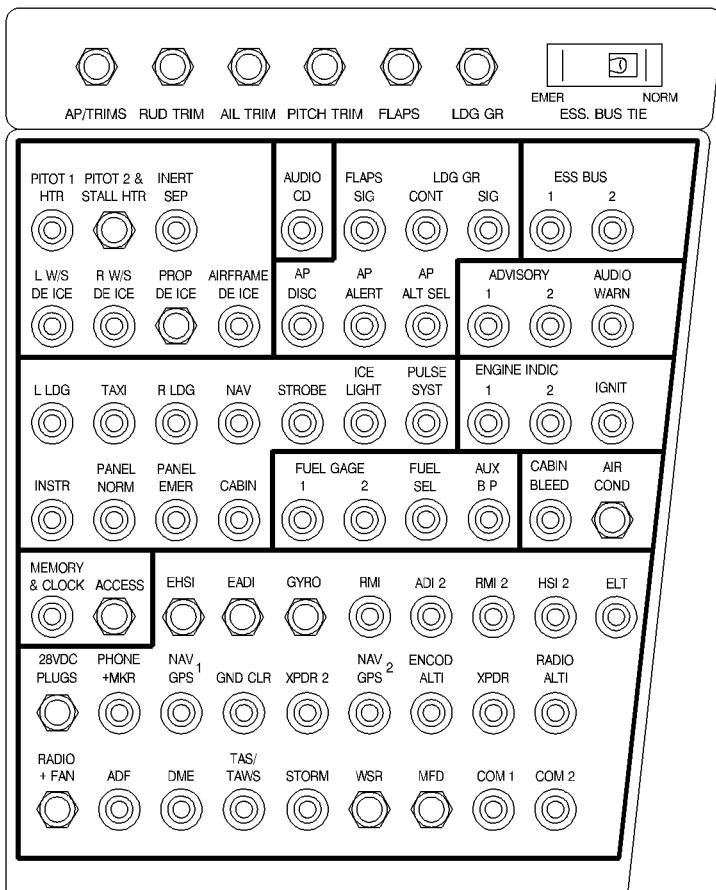 EMER NORM
AP/TRIMS RUD TRIM AIL TRIM PITCH TRIM FLAPS LDG GR ESS. BUS TIE
PITOT 1 PITOT 2 & INERT AUDIO FLAPS LDG GR ESS BUS
HTR STALL HTR SEP CD SIG CONT SIG 1 2
L W/S R W/S PROP AIRFRAME AP AP AP ADVISORY AUDIO
DE ICE DE ICE DE ICE DE ICE DISC ALERT ALT SEL 1 2 WARN
ICE PULSE ENGINE INDIC
L LDG TAXI R LDG NAV STROBE LIGHT SYST 1 2 IGNIT
PANEL PANEL FUEL GAGE FUEL AUX CABIN AIR
INSTR NORM EMER CABIN 1 2 SEL B P BLEED COND
MEMORY
& CLOCK ACCESS EHSI EADI GYRO RMI ADI 2 RMI 2 HSI 2 ELT
28VDC PHONE NAV 1 NAV 2 ENCOD RADIO
PLUGS +MKR GPS GND CLR XPDR 2 GPS ALTI XPDR ALTI
RADIO TAS/
+ FAN ADF DME TAWS STORM WSR MFD COM 1 COM 2